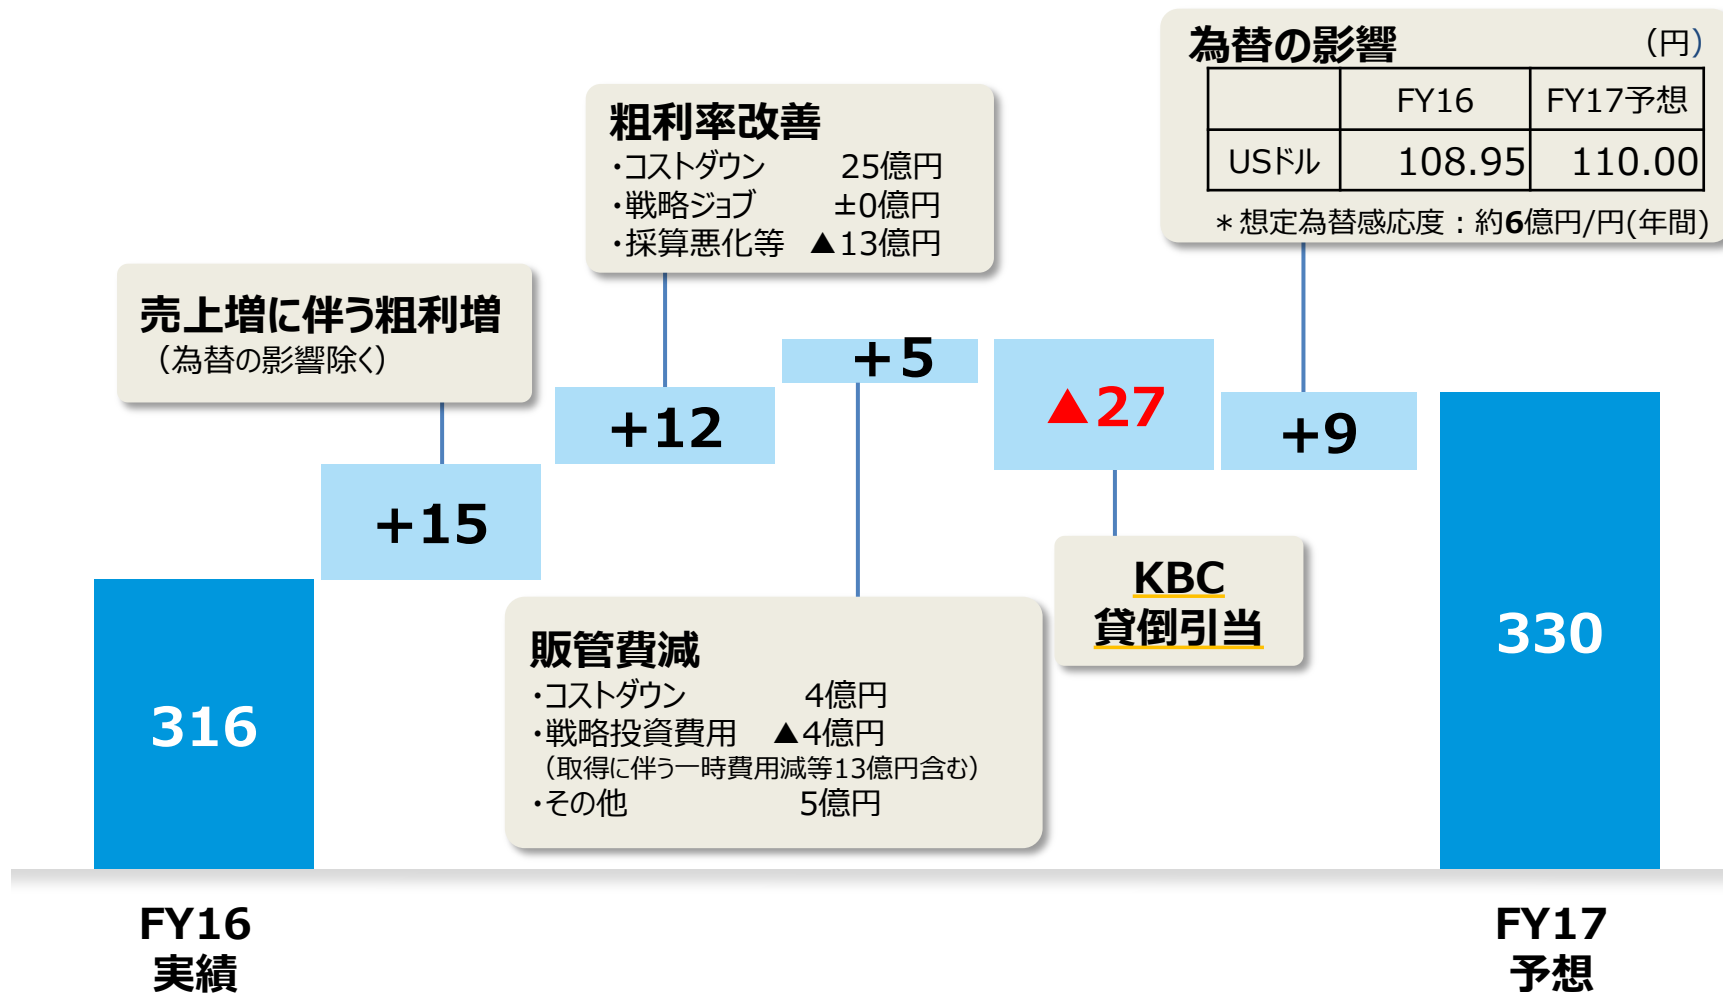 為替の影響 (円)
FY16 FY17予想
USドル 108.95 110.00
＊想定為替感応度：約6億円/円(年間)
粗利率改善
・コストダウン 25億円
・戦略ジョブ ±0億円
・採算悪化等 ▲13億円
売上増に伴う粗利増
（為替の影響除く）
+5
▲27
+12
+9
+15
KBC
貸倒引当
販管費減
・コストダウン 4億円
・戦略投資費用 ▲4億円
（取得に伴う一時費用減等13億円含む）
・その他 5億円
316
330
FY16
実績
FY17
予想